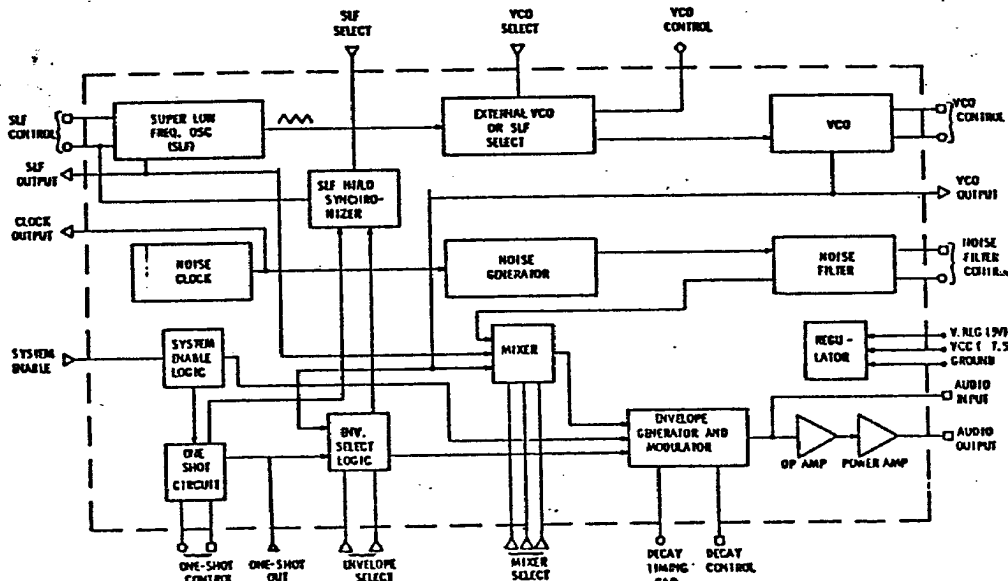 SLF
SELECT
VCO
SELECT
VCO
CONTROL
SLF
CONTROL
SUPER LOW
FREQ. OSC
(SLF)
EXTERNAL VCO
OR SLF
SELECT
VCO
VCO
CONTROL
SLF
OUTPUT
SLF
SYNCHRO-
NIZER
VCO
OUTPUT
CLOCK
OUTPUT
NOISE
CLOCK
NOISE
GENERATOR
NOISE
FILTER
NOISE
FILTER
SYSTEM
ENABLE
SYSTEM
ENABLE
LOGIC
MIXER
REGU-
LATOR
V.REG
VCC
GROUND
AUDIO
INPUT
ONE
SHOT
CIRCUIT
ENV.
SELECT
LOGIC
ENVELOPE
GENERATOR AND
MODULATOR
OP AMP
POWER AMP
AUDIO
OUTPUT
ONE-SHOT
CONTROL
ONE-SHOT
OUT
ENVELOPE
SELECT
MIXER
SELECT
DECAY
TIMING
DECAY
CONTROL